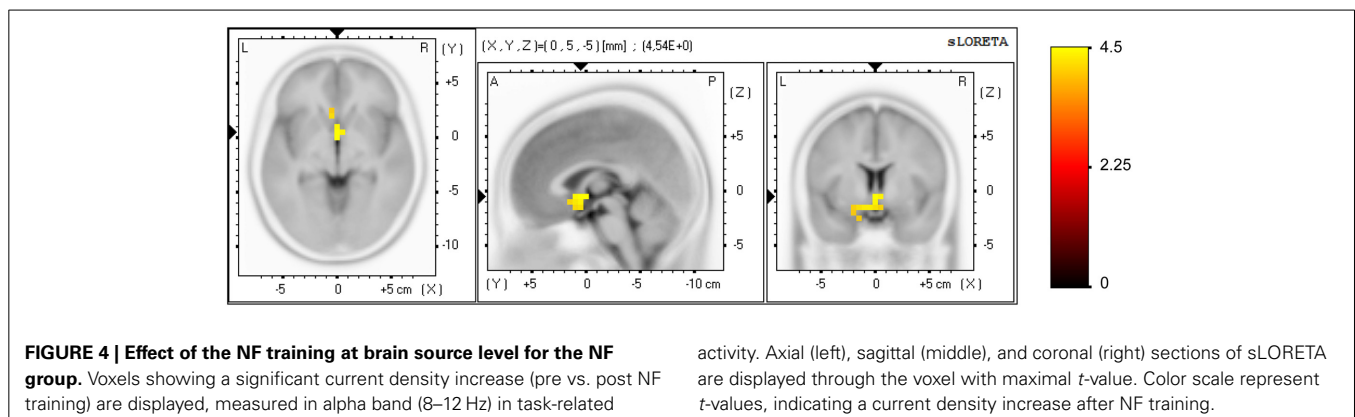 L R (Y)
+5
0
-5
-10
-5 0 +5 cm (X)
(X,Y,Z)=(0,5,-5)[mm] ; (4,54E+0)
sLORETA
A P
(Z)
+5
0
-5
(Y) +5 0 -5 -10 cm
L R
(Z)
+5
0
-5
-5 0 +5 cm (X)
4.5
2.25
0
FIGURE 4 | Effect of the NF training at brain source level for the NF
group. Voxels showing a significant current density increase (pre vs. post NF
training) are displayed, measured in alpha band (8–12 Hz) in task-related
activity. Axial (left), sagittal (middle), and coronal (right) sections of sLORETA
are displayed through the voxel with maximal t-value. Color scale represent
t-values, indicating a current density increase after NF training.